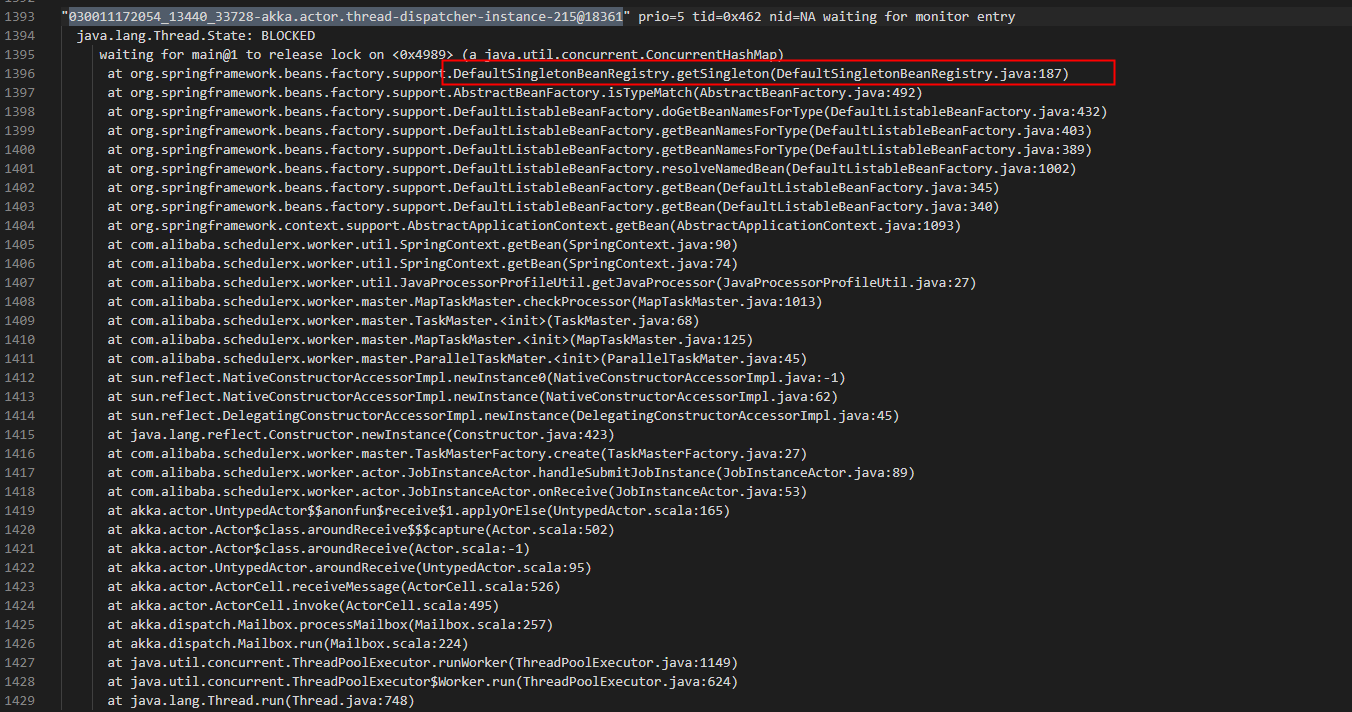 1393 "030011172054_13440_33728-akka.actor.thread-dispatcher-instance-215@18361" prio=5 tid=0x462 nid=NA waiting for monitor entry
1394 java.lang.Thread.State: BLOCKED
1395 waiting for main@1 to release lock on <0x4989> (a java.util.concurrent.ConcurrentHashMap)
1396 at org.springframework.beans.factory.support.DefaultSingletonBeanRegistry.getSingleton(DefaultSingletonBeanRegistry.java:187)
1397 at org.springframework.beans.factory.support.AbstractBeanFactory.isTypeMatch(AbstractBeanFactory.java:492)
1398 at org.springframework.beans.factory.support.DefaultListableBeanFactory.doGetBeanNamesForType(DefaultListableBeanFactory.java:432)
1399 at org.springframework.beans.factory.support.DefaultListableBeanFactory.getBeanNamesForType(DefaultListableBeanFactory.java:403)
1400 at org.springframework.beans.factory.support.DefaultListableBeanFactory.getBeanNamesForType(DefaultListableBeanFactory.java:389)
1401 at org.springframework.beans.factory.support.DefaultListableBeanFactory.resolveNamedBean(DefaultListableBeanFactory.java:1002)
1402 at org.springframework.beans.factory.support.DefaultListableBeanFactory.getBean(DefaultListableBeanFactory.java:345)
1403 at org.springframework.beans.factory.support.DefaultListableBeanFactory.getBean(DefaultListableBeanFactory.java:340)
1404 at org.springframework.context.support.AbstractApplicationContext.getBean(AbstractApplicationContext.java:1093)
1405 at com.alibaba.schedulerx.worker.util.SpringContext.getBean(SpringContext.java:90)
1406 at com.alibaba.schedulerx.worker.util.SpringContext.getBean(SpringContext.java:74)
1407 at com.alibaba.schedulerx.worker.util.JavaProcessorProfileUtil.getJavaProcessor(JavaProcessorProfileUtil.java:27)
1408 at com.alibaba.schedulerx.worker.master.MapTaskMaster.checkProcessor(MapTaskMaster.java:1013)
1409 at com.alibaba.schedulerx.worker.master.TaskMaster.<init>(TaskMaster.java:68)
1410 at com.alibaba.schedulerx.worker.master.MapTaskMaster.<init>(MapTaskMaster.java:125)
1411 at com.alibaba.schedulerx.worker.master.ParallelTaskMater.<init>(ParallelTaskMater.java:45)
1412 at sun.reflect.NativeConstructorAccessorImpl.newInstance0(NativeConstructorAccessorImpl.java:-1)
1413 at sun.reflect.NativeConstructorAccessorImpl.newInstance(NativeConstructorAccessorImpl.java:62)
1414 at sun.reflect.DelegatingConstructorAccessorImpl.newInstance(DelegatingConstructorAccessorImpl.java:45)
1415 at java.lang.reflect.Constructor.newInstance(Constructor.java:423)
1416 at com.alibaba.schedulerx.worker.master.TaskMasterFactory.create(TaskMasterFactory.java:27)
1417 at com.alibaba.schedulerx.worker.actor.JobInstanceActor.handleSubmitJobInstance(JobInstanceActor.java:89)
1418 at com.alibaba.schedulerx.worker.actor.JobInstanceActor.onReceive(JobInstanceActor.java:53)
1419 at akka.actor.UntypedActor$$anonfun$receive$1.applyOrElse(UntypedActor.scala:165)
1420 at akka.actor.Actor$class.aroundReceive$$$capture(Actor.scala:502)
1421 at akka.actor.Actor$class.aroundReceive(Actor.scala:-1)
1422 at akka.actor.UntypedActor.aroundReceive(UntypedActor.scala:95)
1423 at akka.actor.ActorCell.receiveMessage(ActorCell.scala:526)
1424 at akka.actor.ActorCell.invoke(ActorCell.scala:495)
1425 at akka.dispatch.Mailbox.processMailbox(Mailbox.scala:257)
1426 at akka.dispatch.Mailbox.run(Mailbox.scala:224)
1427 at java.util.concurrent.ThreadPoolExecutor.runWorker(ThreadPoolExecutor.java:1149)
1428 at java.util.concurrent.ThreadPoolExecutor$Worker.run(ThreadPoolExecutor.java:624)
1429 at java.lang.Thread.run(Thread.java:748)